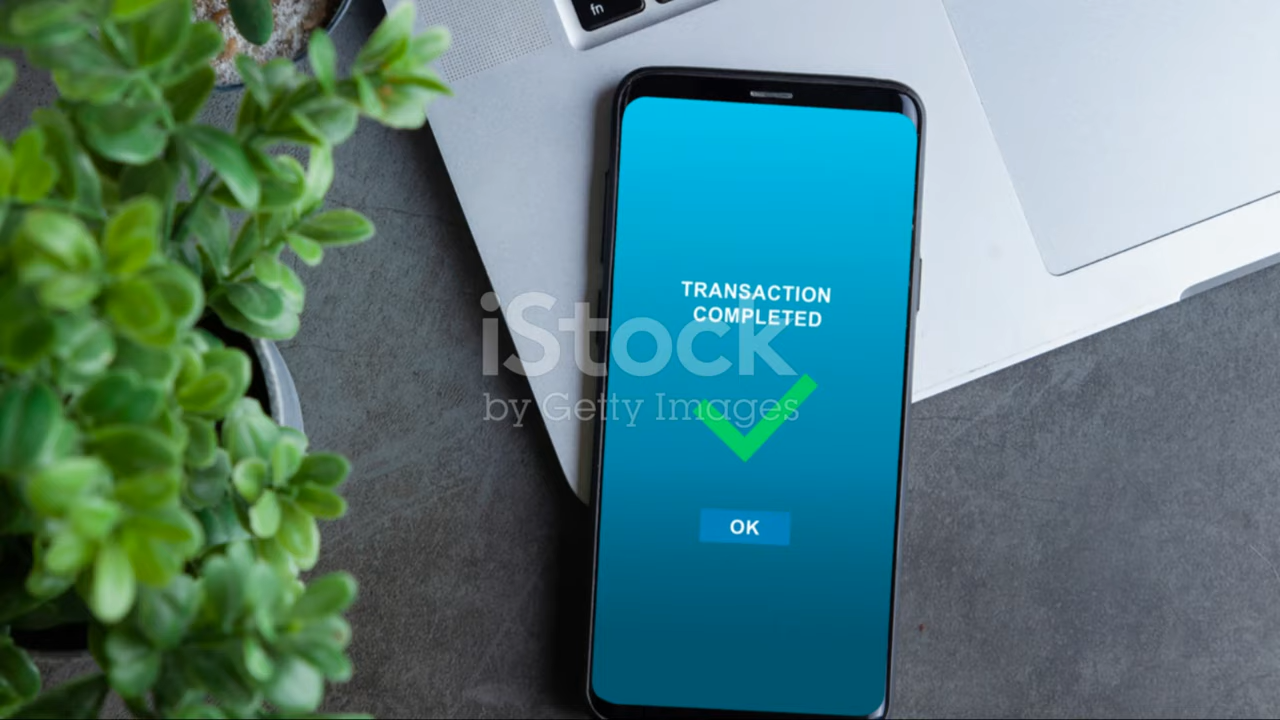 fn
TRANSACTION
COMPLETED
iStock
by Getty Images
OK